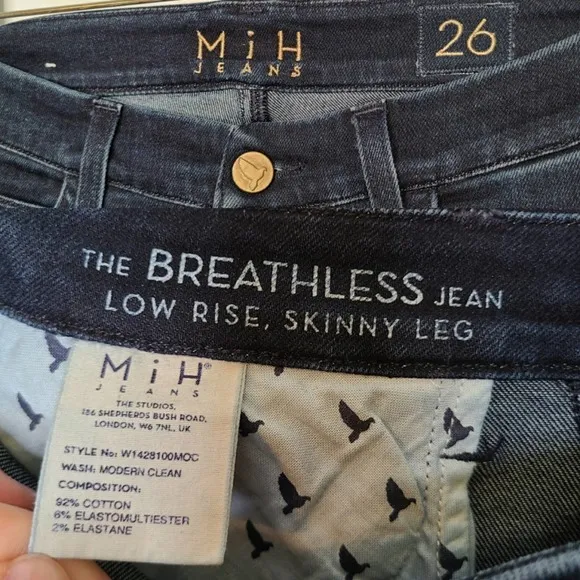 MiH
JEANS
26
THE BREATHLESS JEAN
LOW RISE, SKINNY LEG
MiH®
JEANS
THE STUDIOS,
186 SHEPHERDS BUSH ROAD,
LONDON, W6 7NL, UK
STYLE No: W1428100MOC
WASH: MODERN CLEAN
COMPOSITION:
92% COTTON
6% ELASTOMULTIESTER
2% ELASTANE